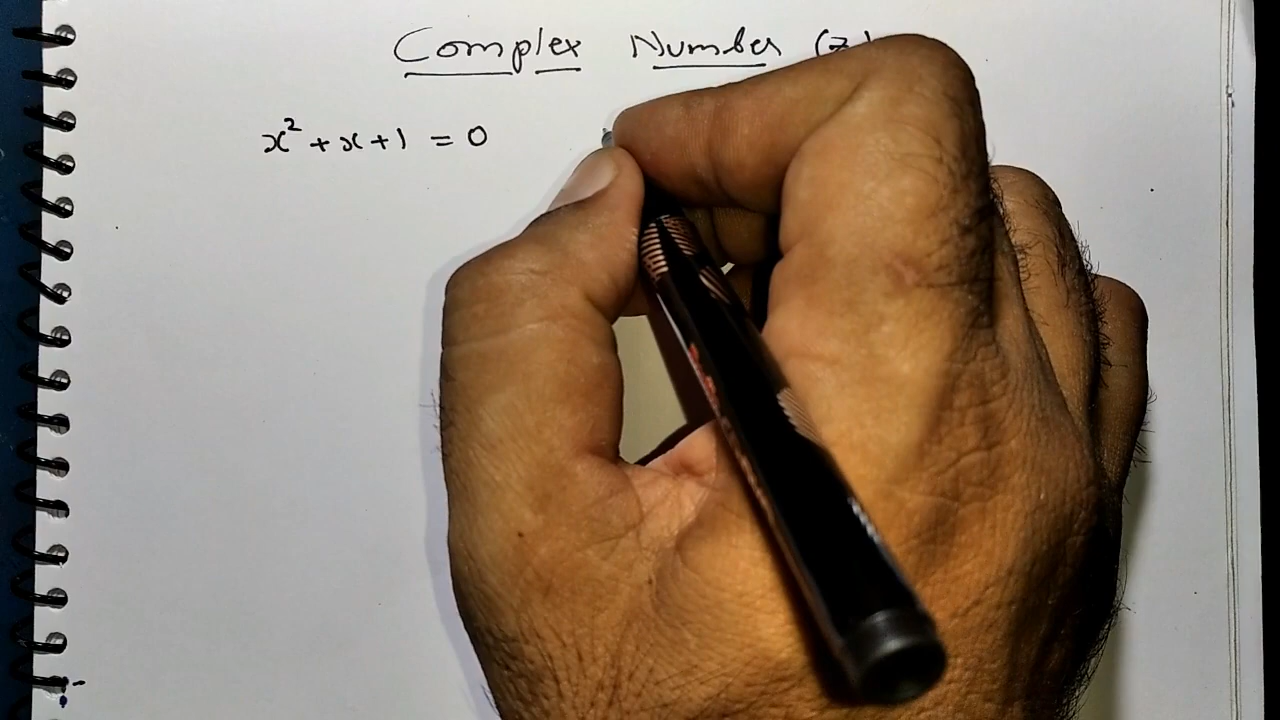 Complex Number (z)
x² + x + 1 = 0